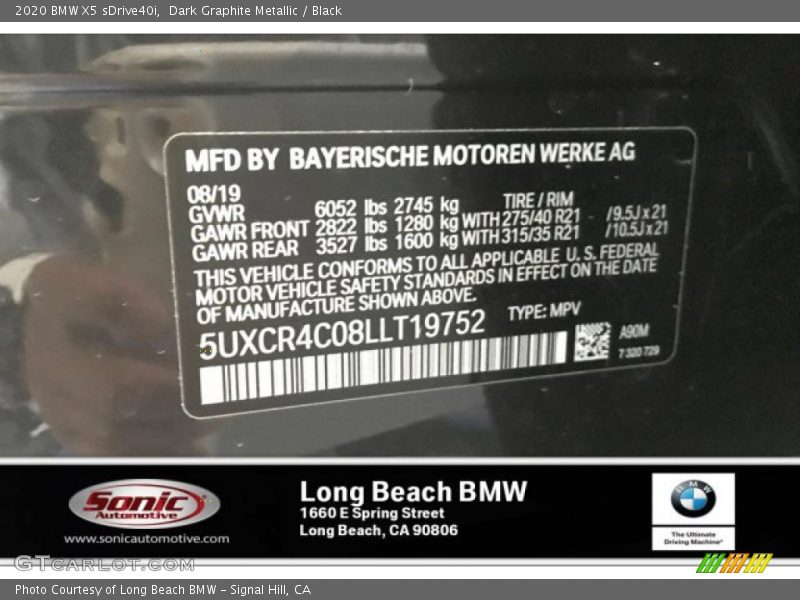 2020 BMW X5 sDrive40i,  Dark Graphite Metallic / Black
MFD BY BAYERISCHE MOTOREN WERKE AG
08/19 TIRE / RIM
GVWR 6052 lbs 2745 kg
GAWR FRONT 2822 lbs 1280 kg WITH 275/40 R21 /9.5J x 21
GAWR REAR 3527 lbs 1600 kg WITH 315/35 R21 /10.5J x 21
THIS VEHICLE CONFORMS TO ALL APPLICABLE U. S. FEDERAL
MOTOR VEHICLE SAFETY STANDARDS IN EFFECT ON THE DATE
OF MANUFACTURE SHOWN ABOVE.
5UXCR4C08LLT19752 TYPE: MPV
A90M
7 320 729
Sonic
Automotive
www.sonicautomotive.com
Long Beach BMW
1660 E Spring Street
Long Beach, CA 90806
BMW
The Ultimate
Driving Machine®
GTcarlot.com
Photo Courtesy of Long Beach BMW – Signal Hill, CA